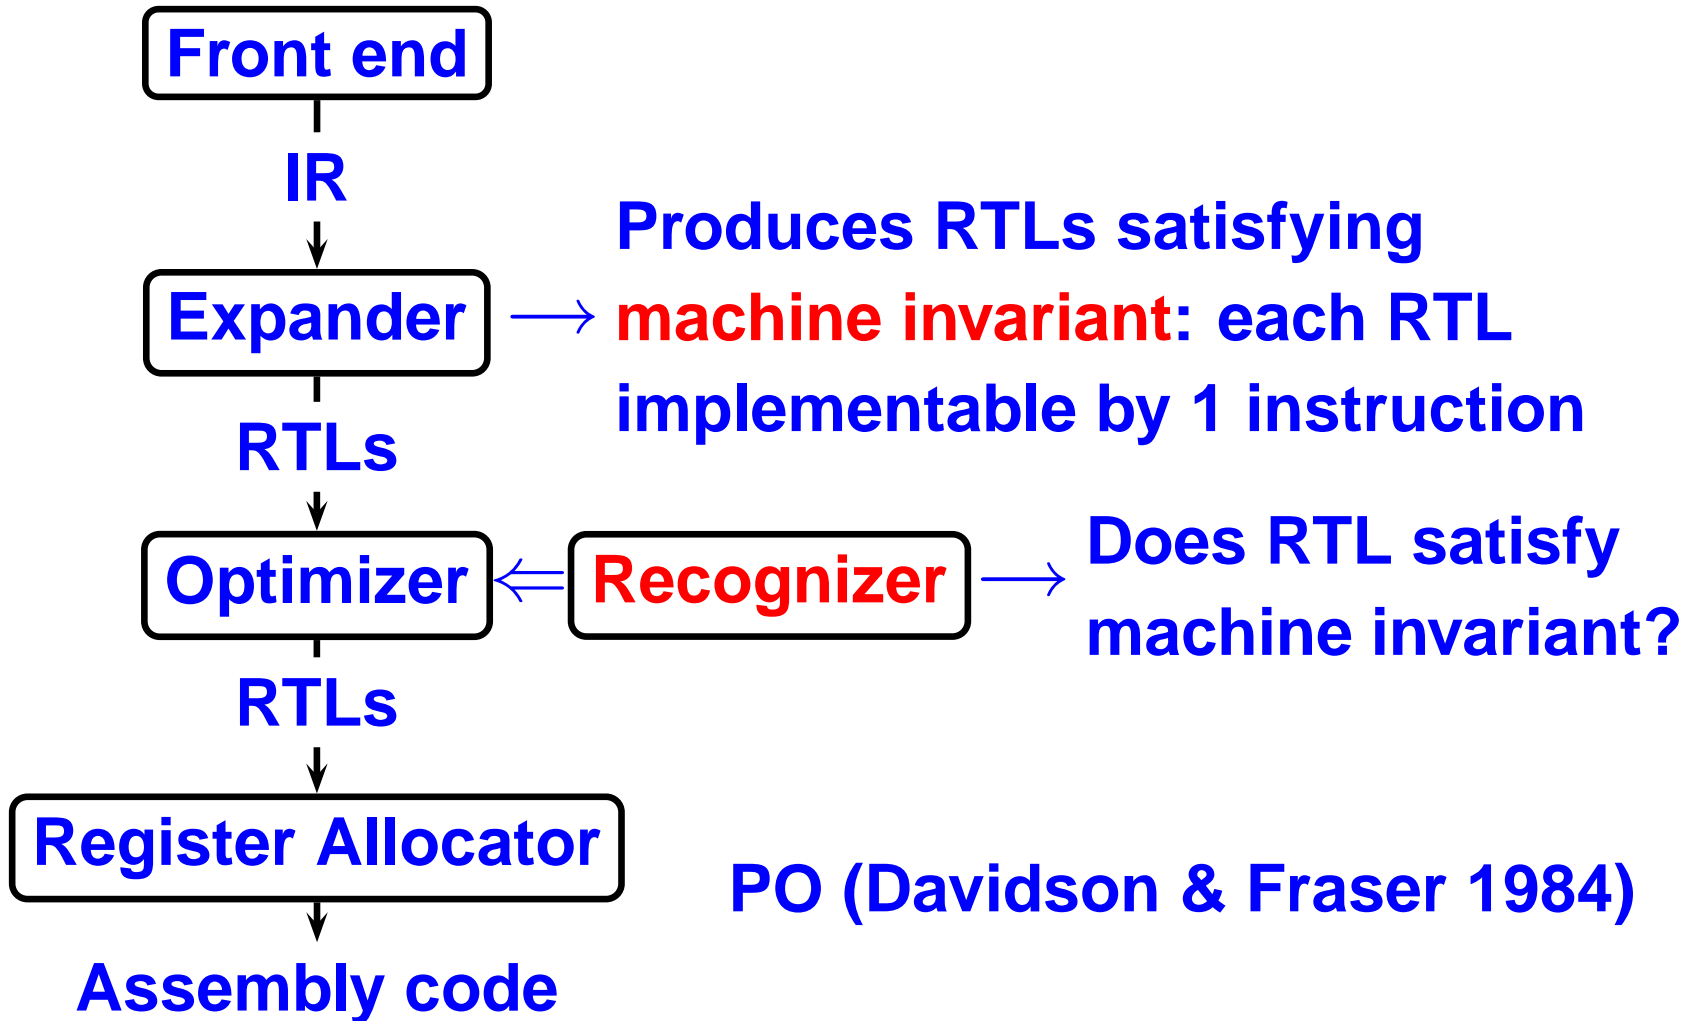 Front end
IR
Produces RTLs satisfying
Expander
machine invariant: each RTL
implementable by 1 instruction
RTLs
Does RTL satisfy
Optimizer
Recognizer
machine invariant?
RTLs
Register Allocator
PO (Davidson & Fraser 1984)
Assembly code